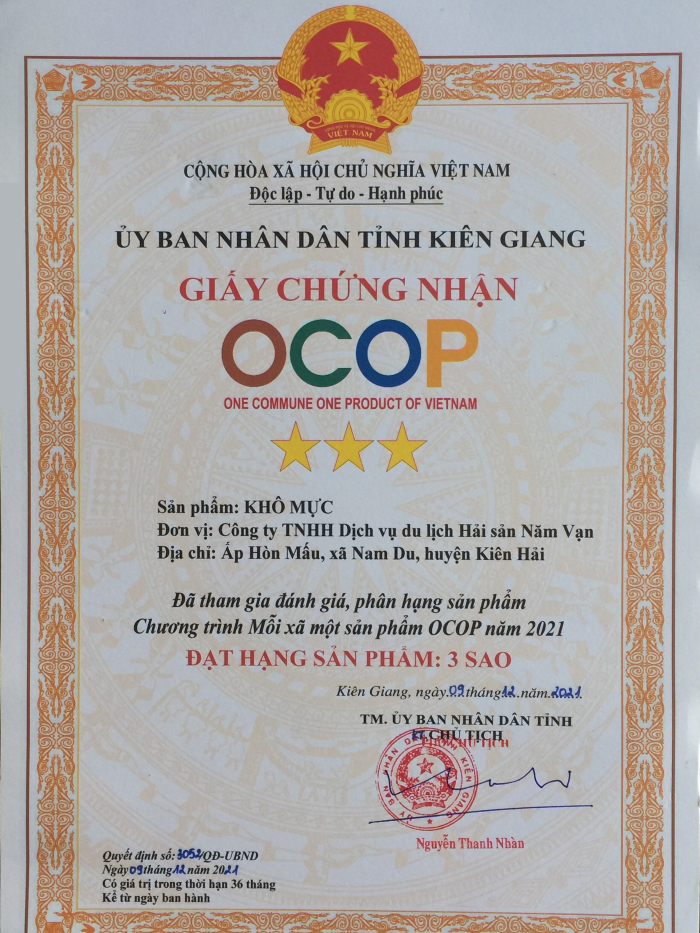 VIỆT NAM
CỘNG HÒA XÃ HỘI CHỦ NGHĨA VIỆT NAM
Độc lập - Tự do - Hạnh phúc
ỦY BAN NHÂN DÂN TỈNH KIÊN GIANG
GIẤY CHỨNG NHẬN
OCOP
ONE COMMUNE ONE PRODUCT OF VIETNAM
Sản phẩm: KHÔ MỰC
Đơn vị: Công ty TNHH Dịch vụ du lịch Hải sản Năm Vạn
Địa chỉ: Ấp Hòn Mấu, xã Nam Du, huyện Kiên Hải
Đã tham gia đánh giá, phân hạng sản phẩm
Chương trình Mỗi xã một sản phẩm OCOP năm 2021
ĐẠT HẠNG SẢN PHẨM: 3 SAO
Kiên Giang, ngày 09 tháng 12 năm 2021
TM. ỦY BAN NHÂN DÂN TỈNH
KT. CHỦ TỊCH
PHÓ CHỦ TỊCH
ỦY BAN NHÂN DÂN TỈNH KIÊN GIANG
Nguyễn Thanh Nhàn
Quyết định số: 3052/QĐ-UBND
Ngày 09 tháng 12 năm 2021
Có giá trị trong thời hạn 36 tháng
Kể từ ngày ban hành